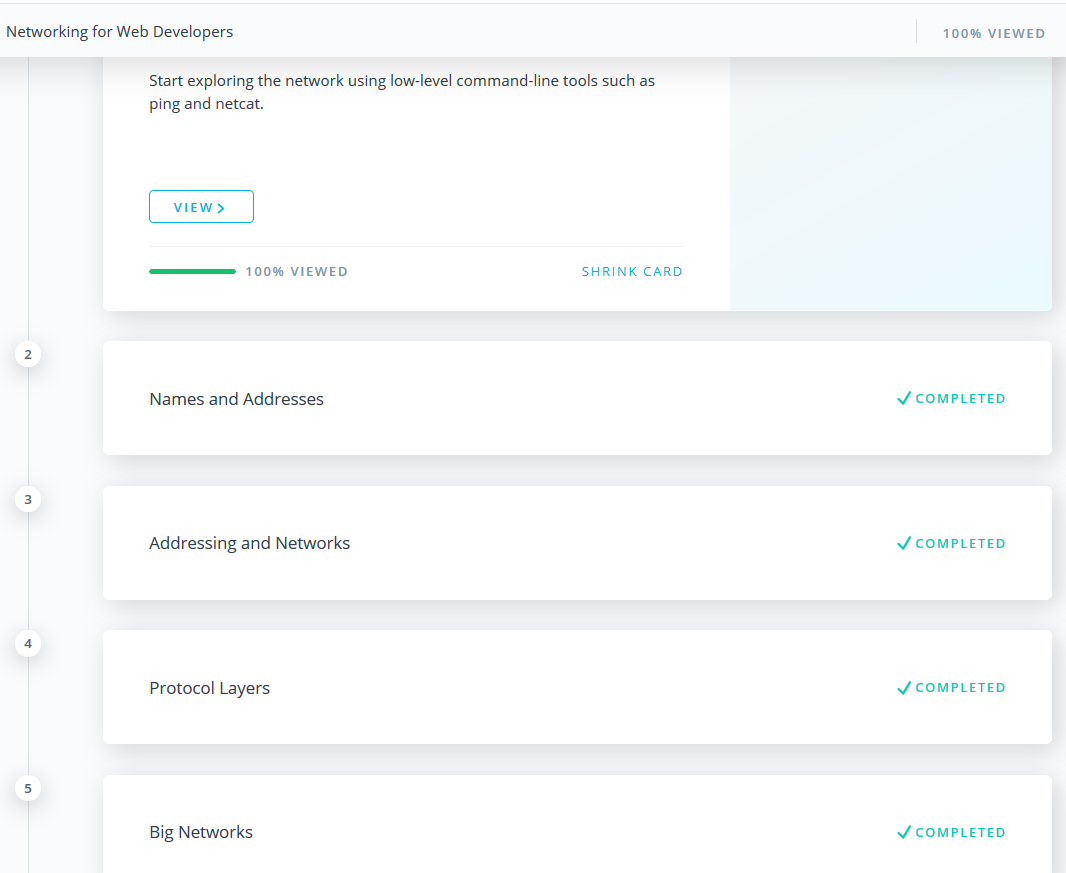 Networking for Web Developers
100% VIEWED
Start exploring the network using low-level command-line tools such as
ping and netcat.
VIEW
100% VIEWED
SHRINK CARD
2
Names and Addresses
COMPLETED
3
Addressing and Networks
COMPLETED
4
Protocol Layers
COMPLETED
5
Big Networks
COMPLETED